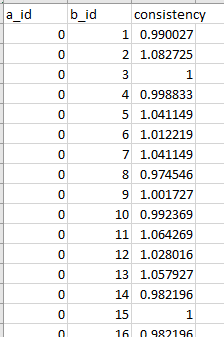 a_id b_id consistency
0 1 0.990027
0 2 1.082725
0 3 1
0 4 0.998833
0 5 1.041149
0 6 1.012219
0 7 1.041149
0 8 0.974546
0 9 1.001727
0 10 0.992369
0 11 1.064269
0 12 1.028016
0 13 1.057927
0 14 0.982196
0 15 1
0 16 0.982196